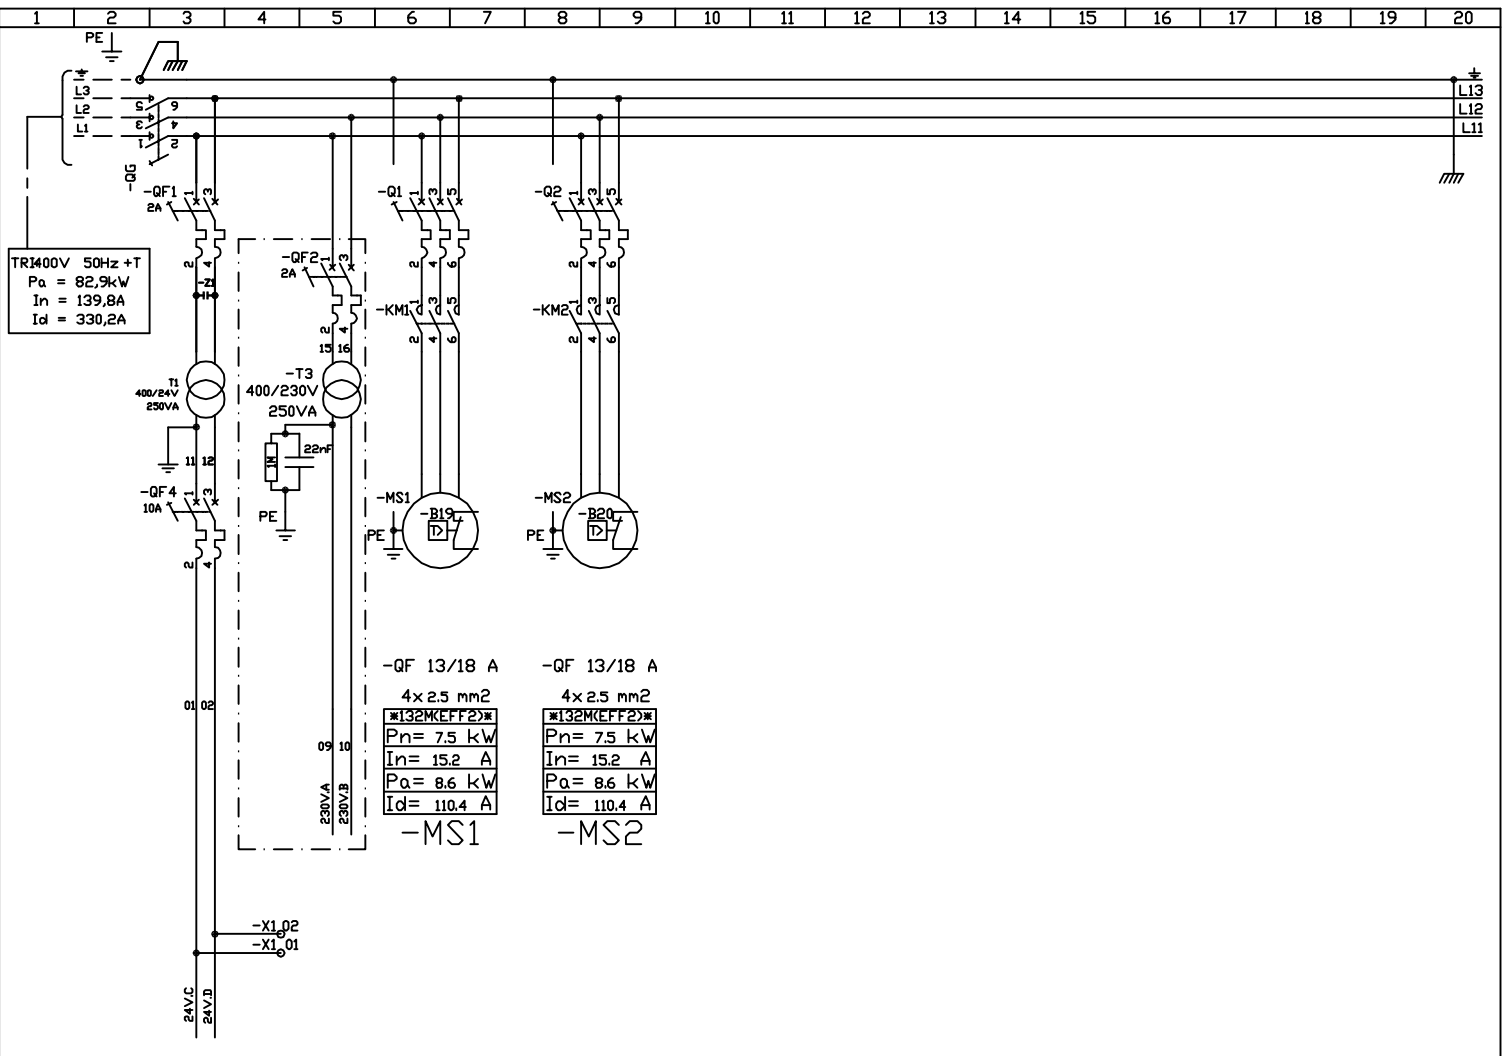 1 2 3 4 5 6 7 8 9 10 11 12 13 14 15 16 17 18 19 20
PE
L3
L2
L1
5 6
3 4
1 2
-QG
L13
L12
L11
-QF1
2A
1 3
2 4
-Z1
TRI400V 50Hz +T
Pa = 82,9kW
In = 139,8A
Id = 330,2A
T1
400/24V
250VA
11 12
-QF4
10A
1 3
2 4
01 02
-X1 02
-X1 01
24V.C
24V.D
-QF2
2A
1 3
2 4
15 16
-T3
400/230V
250VA
22nF
1M
PE
09 10
230V.A
230V.B
-Q1
1 3 5
2 4 6
-KM1
1 3 5
2 4 6
-MS1
-B19
T>
PE
-Q2
1 3 5
2 4 6
-KM2
1 3 5
2 4 6
-MS2
-B20
T>
PE
-QF 13/18 A
4x 2.5 mm2
*132M(EFF2)*
Pn= 7.5 kW
In= 15.2 A
Pa= 8.6 kW
Id= 110.4 A
-MS1
-QF 13/18 A
4x 2.5 mm2
*132M(EFF2)*
Pn= 7.5 kW
In= 15.2 A
Pa= 8.6 kW
Id= 110.4 A
-MS2